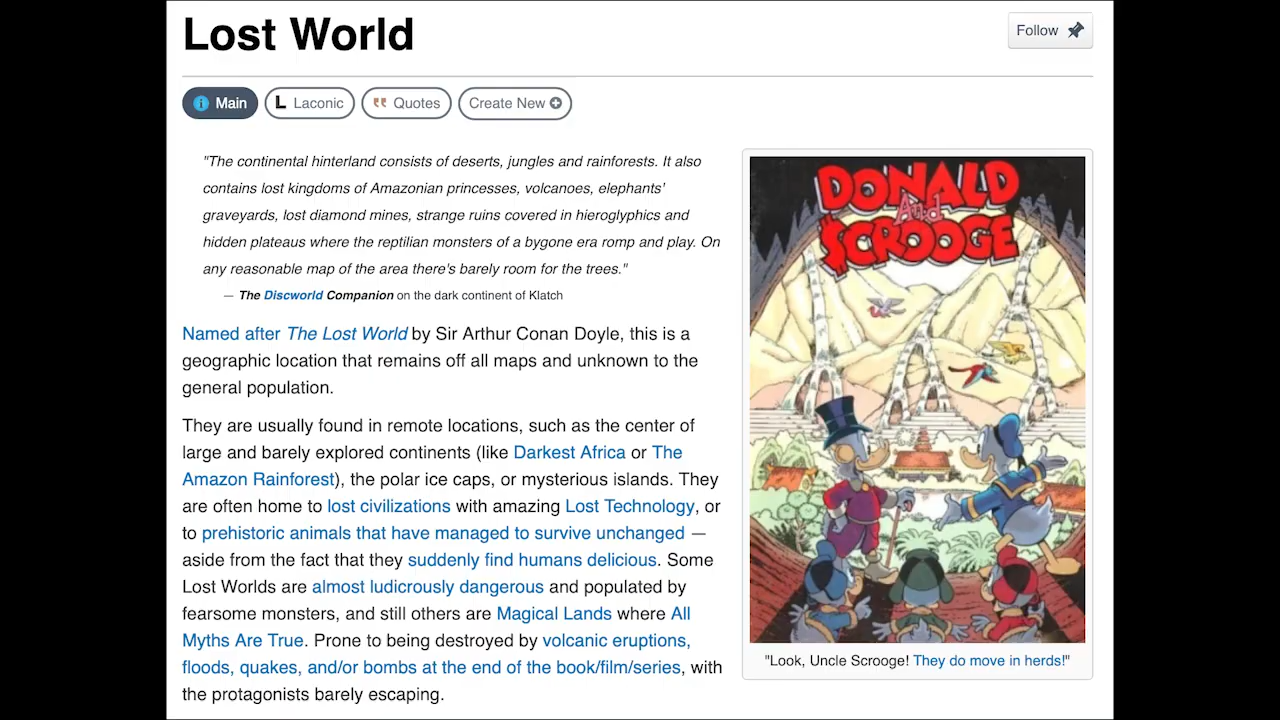 Lost World
Follow
Main
L Laconic
Quotes
Create New
"The continental hinterland consists of deserts, jungles and rainforests. It also
contains lost kingdoms of Amazonian princesses, volcanoes, elephants'
graveyards, lost diamond mines, strange ruins covered in hieroglyphics and
hidden plateaus where the reptilian monsters of a bygone era romp and play. On
any reasonable map of the area there's barely room for the trees."
— The Discworld Companion on the dark continent of Klatch
Named after The Lost World by Sir Arthur Conan Doyle, this is a
geographic location that remains off all maps and unknown to the
general population.
They are usually found in remote locations, such as the center of
large and barely explored continents (like Darkest Africa or The
Amazon Rainforest), the polar ice caps, or mysterious islands. They
are often home to lost civilizations with amazing Lost Technology, or
to prehistoric animals that have managed to survive unchanged —
aside from the fact that they suddenly find humans delicious. Some
Lost Worlds are almost ludicrously dangerous and populated by
fearsome monsters, and still others are Magical Lands where All
Myths Are True. Prone to being destroyed by volcanic eruptions,
floods, quakes, and/or bombs at the end of the book/film/series, with
the protagonists barely escaping.
DONALD
And
$CROOGE
"Look, Uncle Scrooge! They do move in herds!"